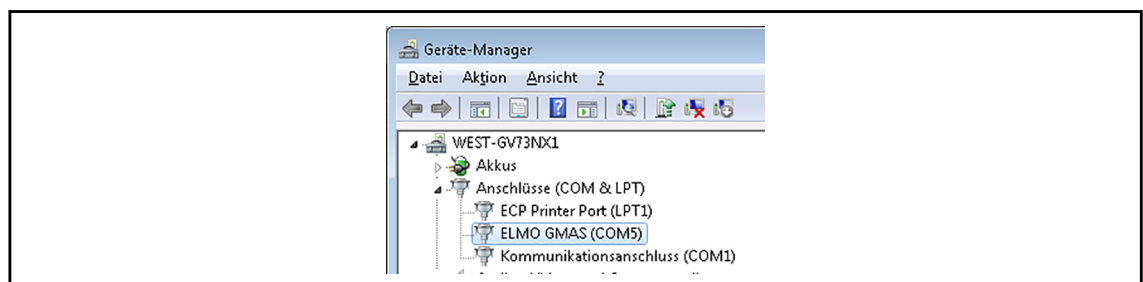 Geräte-Manager
Datei Aktion Ansicht ?
WEST-GV73NX1
Akkus
Anschlüsse (COM & LPT)
ECP Printer Port (LPT1)
ELMO GMAS (COM5)
Kommunikationsanschluss (COM1)